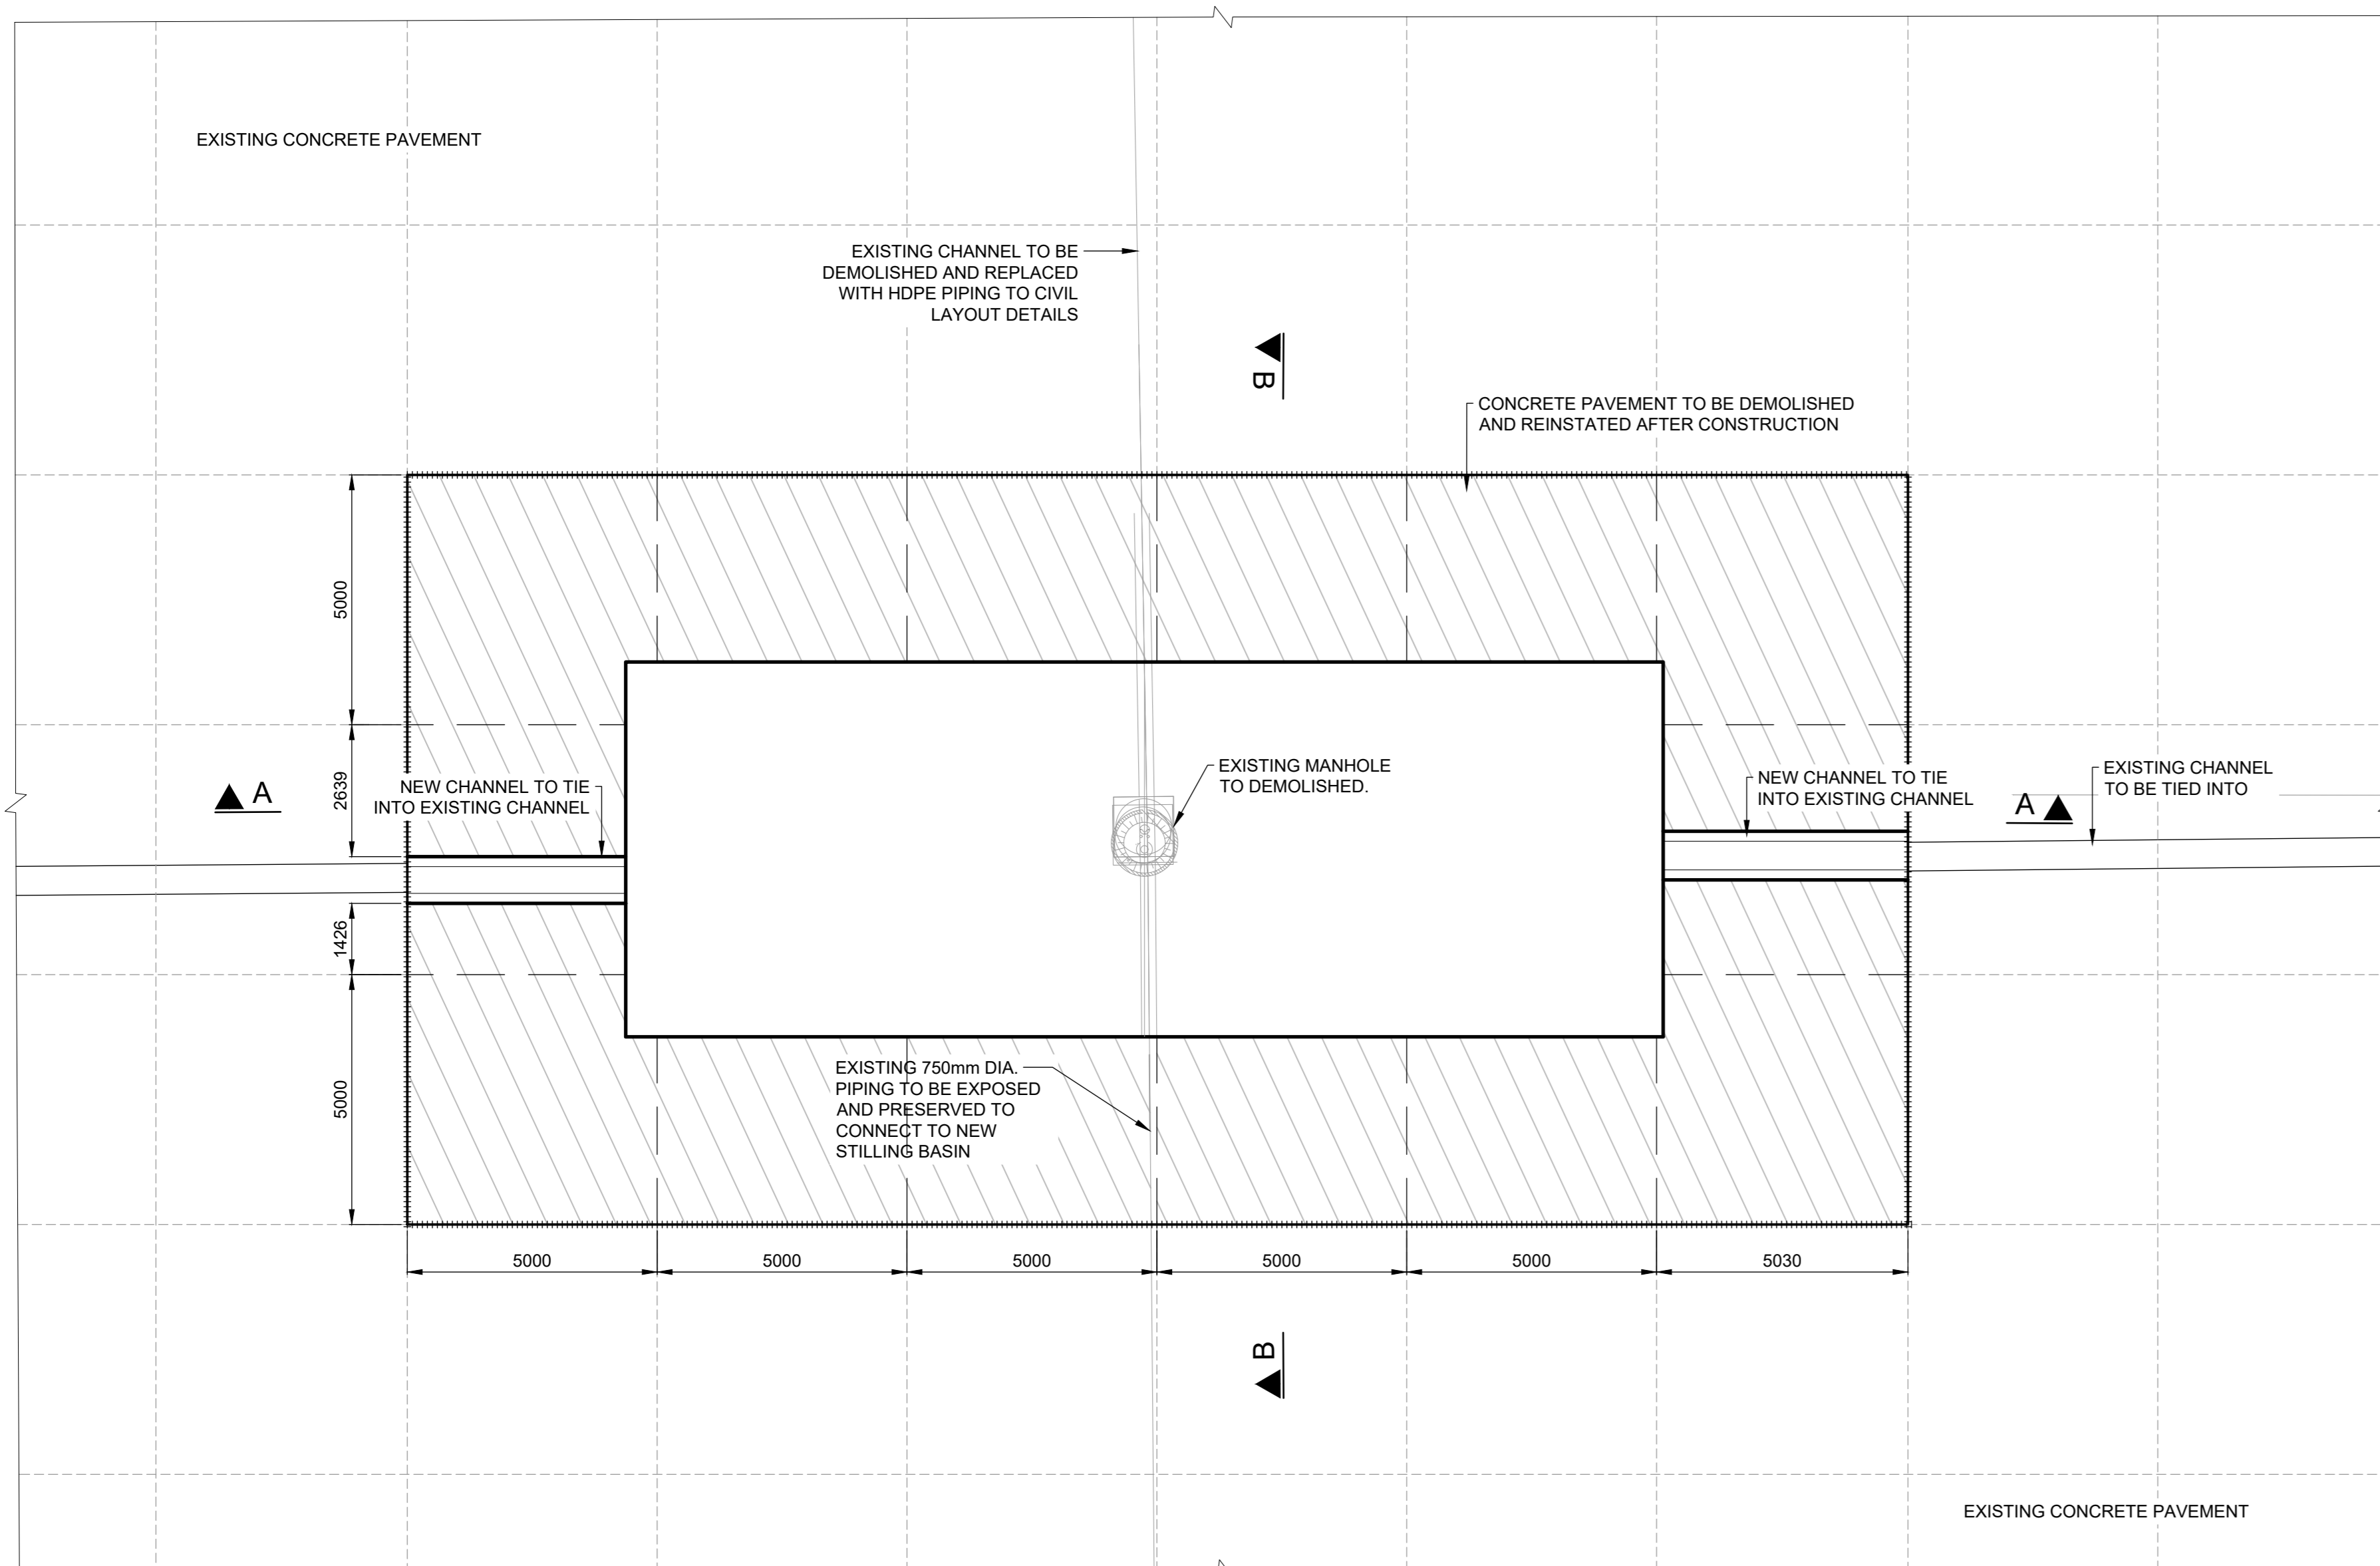 EXISTING CONCRETE PAVEMENT
EXISTING CHANNEL TO BE
DEMOLISHED AND REPLACED
WITH HDPE PIPING TO CIVIL
LAYOUT DETAILS
B
CONCRETE PAVEMENT TO BE DEMOLISHED
AND REINSTATED AFTER CONSTRUCTION
5000
2639
1426
5000
A
NEW CHANNEL TO TIE
INTO EXISTING CHANNEL
EXISTING MANHOLE
TO DEMOLISHED.
NEW CHANNEL TO TIE
INTO EXISTING CHANNEL
A
EXISTING CHANNEL
TO BE TIED INTO
EXISTING 750mm DIA.
PIPING TO BE EXPOSED
AND PRESERVED TO
CONNECT TO NEW
STILLING BASIN
5000
5000
5000
5000
5000
5030
B
EXISTING CONCRETE PAVEMENT